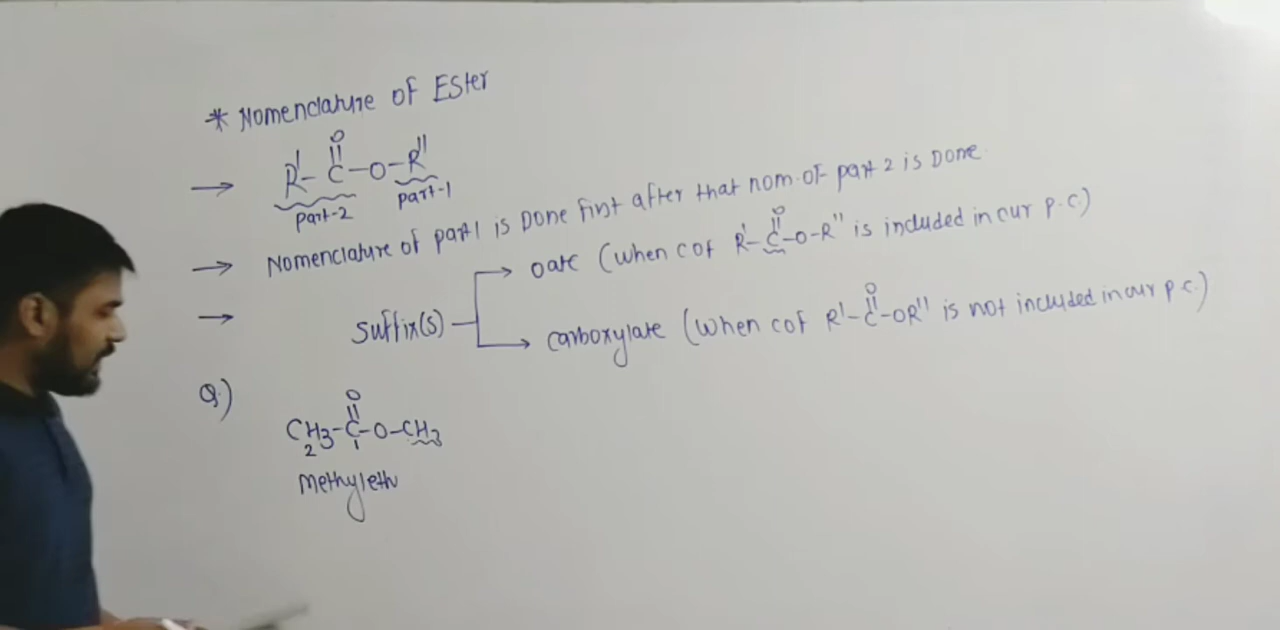 * Nomenclature of Ester
→ R'-C-O-R''
O
Part-2 Part-1
→ Nomenclature of part1 is Done first after that nom. of part 2 is Done.
→ Suffix(s)
→ oate (when c of R'-C-O-R'' is included in our p.c.)
O
→ carboxylate (when c of R'-C-OR'' is not included in our p.c.)
O
Q.)
O
CH3-C-O-CH3
2 1
Methyleth